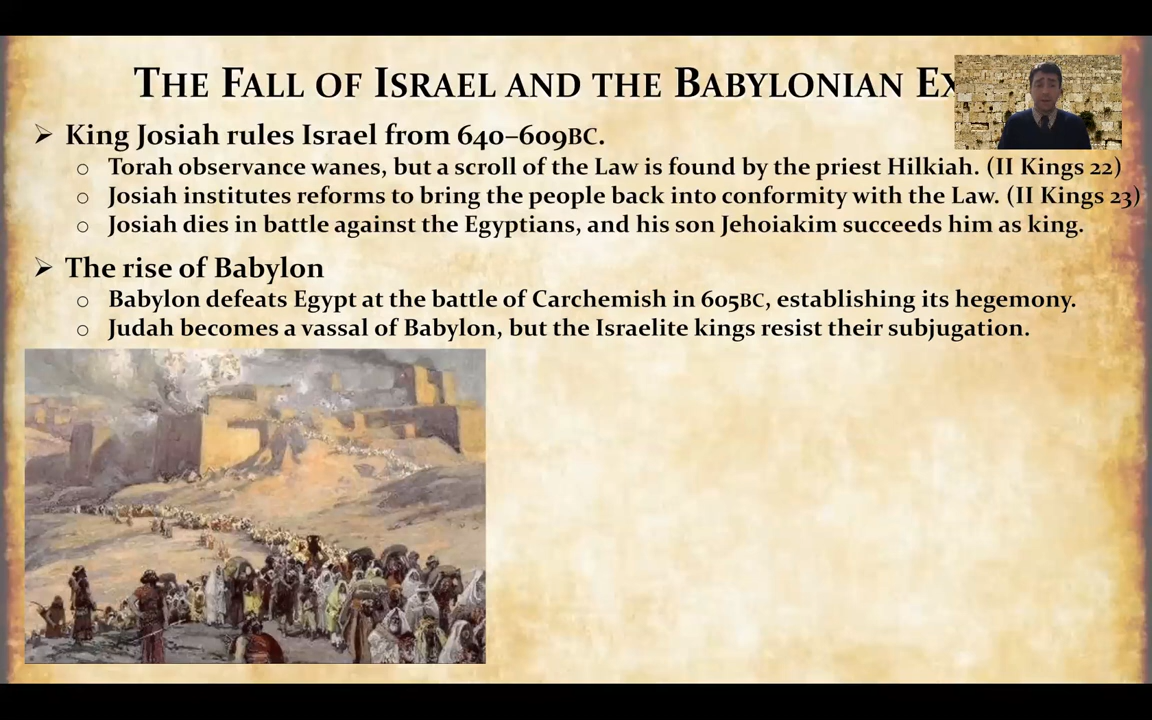 THE FALL OF ISRAEL AND THE BABYLONIAN
King Josiah rules Israel from 640–609BC.
Torah observance wanes, but a scroll of the Law is found by the priest Hilkiah. (II Kings 22)
Josiah institutes reforms to bring the people back into conformity with the Law. (II Kings 23)
Josiah dies in battle against the Egyptians, and his son Jehoiakim succeeds him as king.
The rise of Babylon
Babylon defeats Egypt at the battle of Carchemish in 605BC, establishing its hegemony.
Judah becomes a vassal of Babylon, but the Israelite kings resist their subjugation.